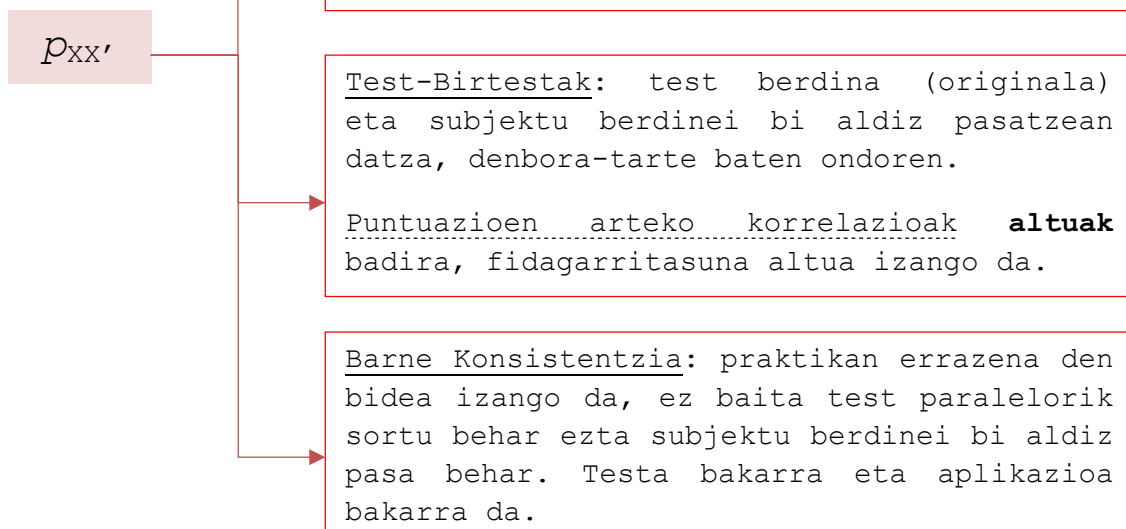 pXX'
Test-Birtestak: test berdina (originala)
eta subjektu berdinei bi aldiz pasatzean
datza, denbora-tarte baten ondoren.
Puntuazioen arteko korrelazioak altuak
badira, fidagarritasuna altua izango da.
Barne Konsistentzia: praktikan errazena den
bidea izango da, ez baita test paralelorik
sortu behar ezta subjektu berdinei bi aldiz
pasa behar. Testa bakarra eta aplikazioa
bakarra da.